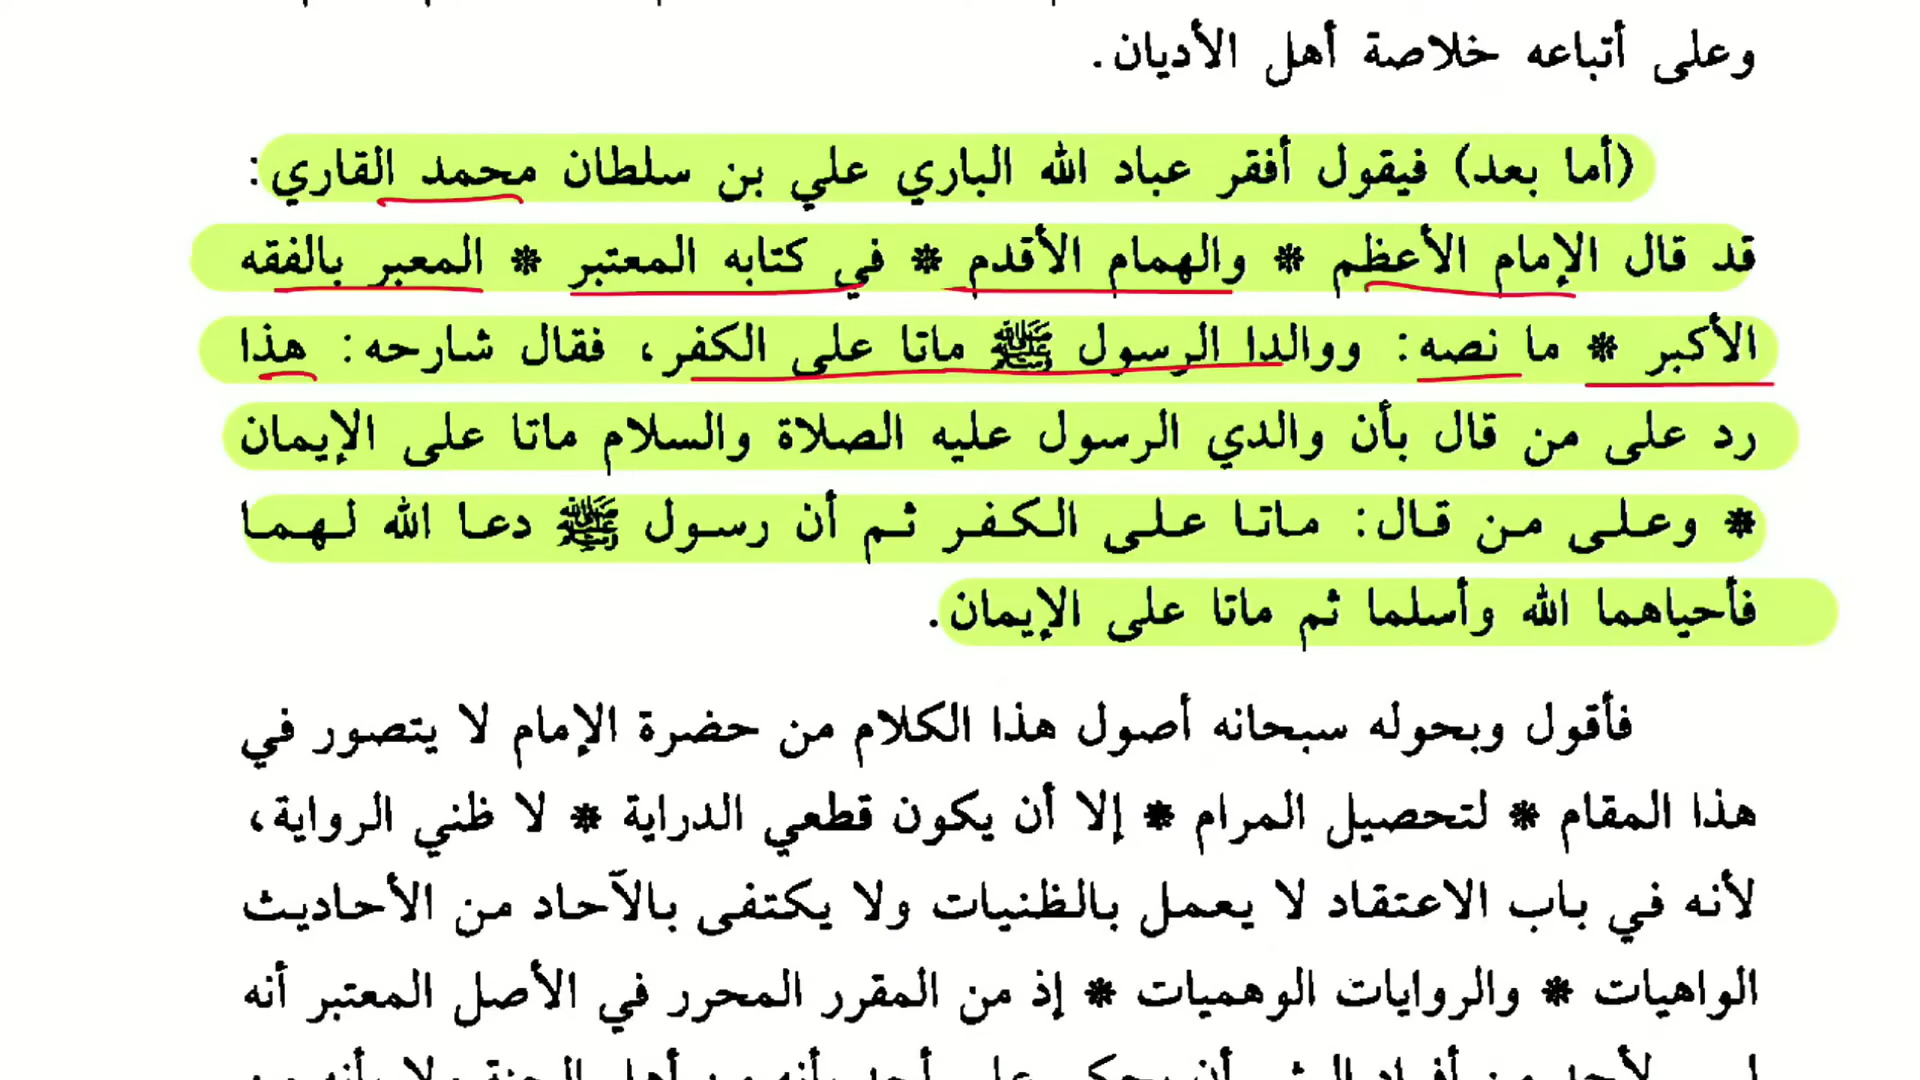 وعلى أتباعه خلاصة أهل الأديان.
(أما بعد) فيقول أفقر عباد الله الباري علي بن سلطان محمد القاري:
قد قال الإمام الأعظم * والهمام الأقدم * في كتابه المعتبر * المعبر بالفقه
الأكبر * ما نصه: ووالدا الرسول ﷺ ماتا على الكفر، فقال شارحه: هذا
رد على من قال بأن والدي الرسول عليه الصلاة والسلام ماتا على الإيمان
* وعلى من قال: ماتا على الكفر ثم أن رسول ﷺ دعا الله لهما
فأحياهما الله وأسلما ثم ماتا على الإيمان.
فأقول وبحوله سبحانه أصول هذا الكلام من حضرة الإمام لا يتصور في
هذا المقام * لتحصيل المرام * إلا أن يكون قطعي الدراية * لا ظني الرواية،
لأنه في باب الاعتقاد لا يعمل بالظنيات ولا يكتفى بالآحاد من الأحاديث
الواهيات * والروايات الوهميات * إذ من المقرر المحرر في الأصل المعتبر أنه